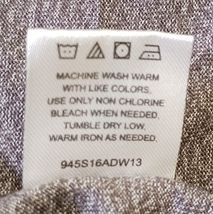 MACHINE WASH WARM
WITH LIKE COLORS.
USE ONLY NON CHLORINE
BLEACH WHEN NEEDED.
TUMBLE DRY LOW.
WARM IRON AS NEEDED.
945S16ADW13